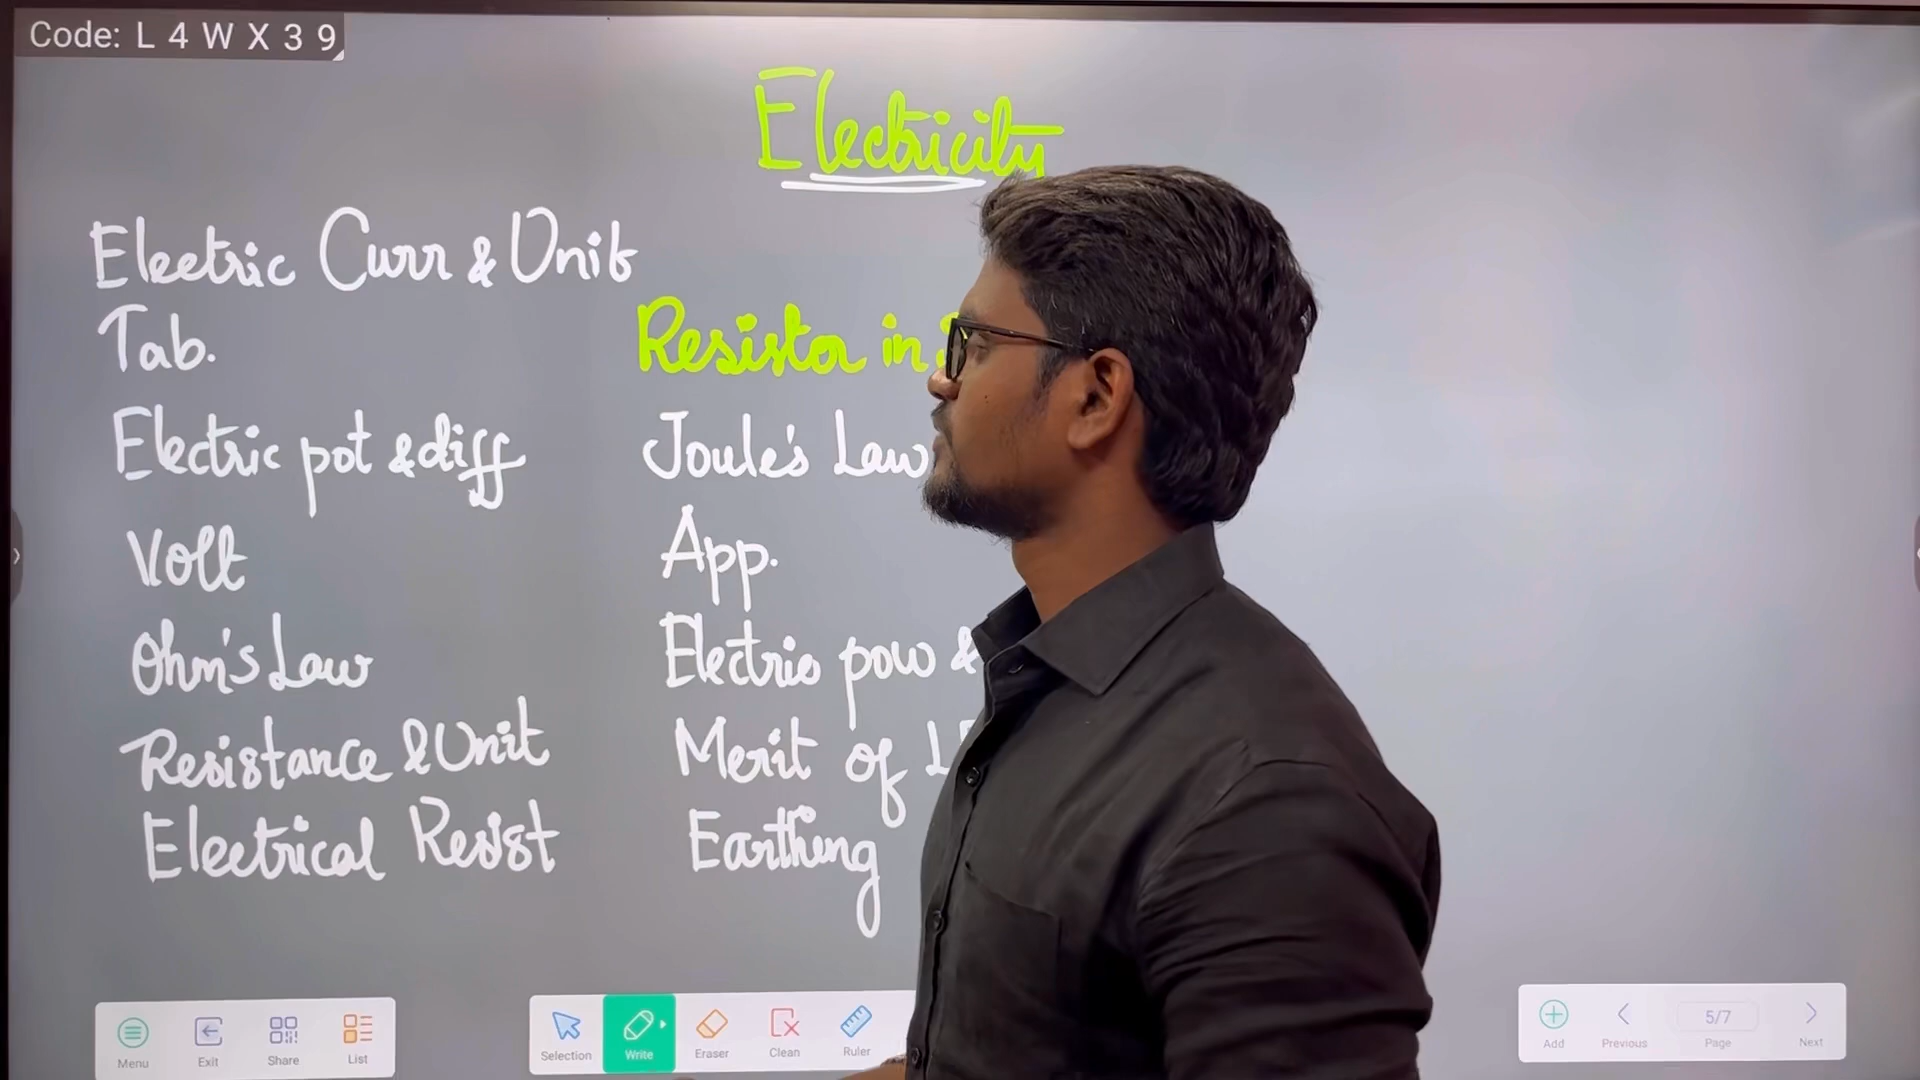 Code: L 4 W X 3 9
Electricity
Electric Curr & Unit
Tab.
Electric pot & diff
Volt
Ohm's Law
Resistance & Unit
Electrical Resist
Resistor in
Joule's Law
App.
Electric pow &
Merit of
Earthing
Menu
Exit
Share
List
Selection
Write
Eraser
Clean
Ruler
Add
Previous
5/7
Page
Next